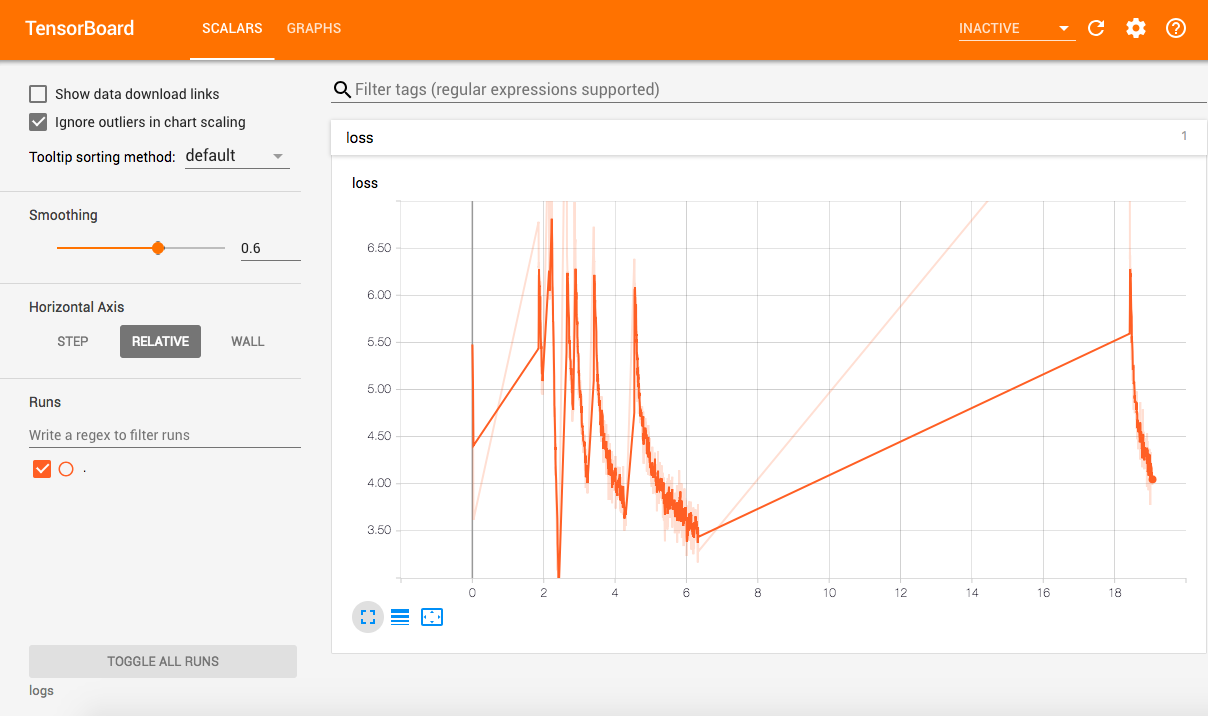 TensorBoard SCALARS GRAPHS INACTIVE
Show data download links
Ignore outliers in chart scaling
Tooltip sorting method: default
Smoothing
0.6
Horizontal Axis
STEP RELATIVE WALL
Runs
Write a regex to filter runs
.
TOGGLE ALL RUNS
logs
Filter tags (regular expressions supported)
loss 1
loss
6.50
6.00
5.50
5.00
4.50
4.00
3.50
0 2 4 6 8 10 12 14 16 18